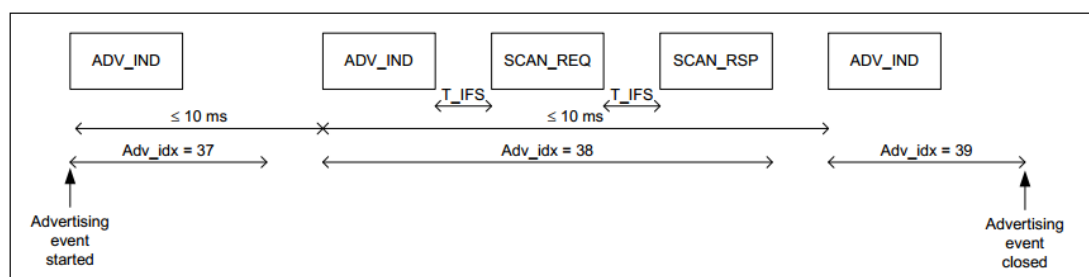 ADV_IND
ADV_IND
SCAN_REQ
SCAN_RSP
ADV_IND
T_IFS
T_IFS
≤ 10 ms
≤ 10 ms
Adv_idx = 37
Adv_idx = 38
Adv_idx = 39
Advertising
event
started
Advertising
event
closed